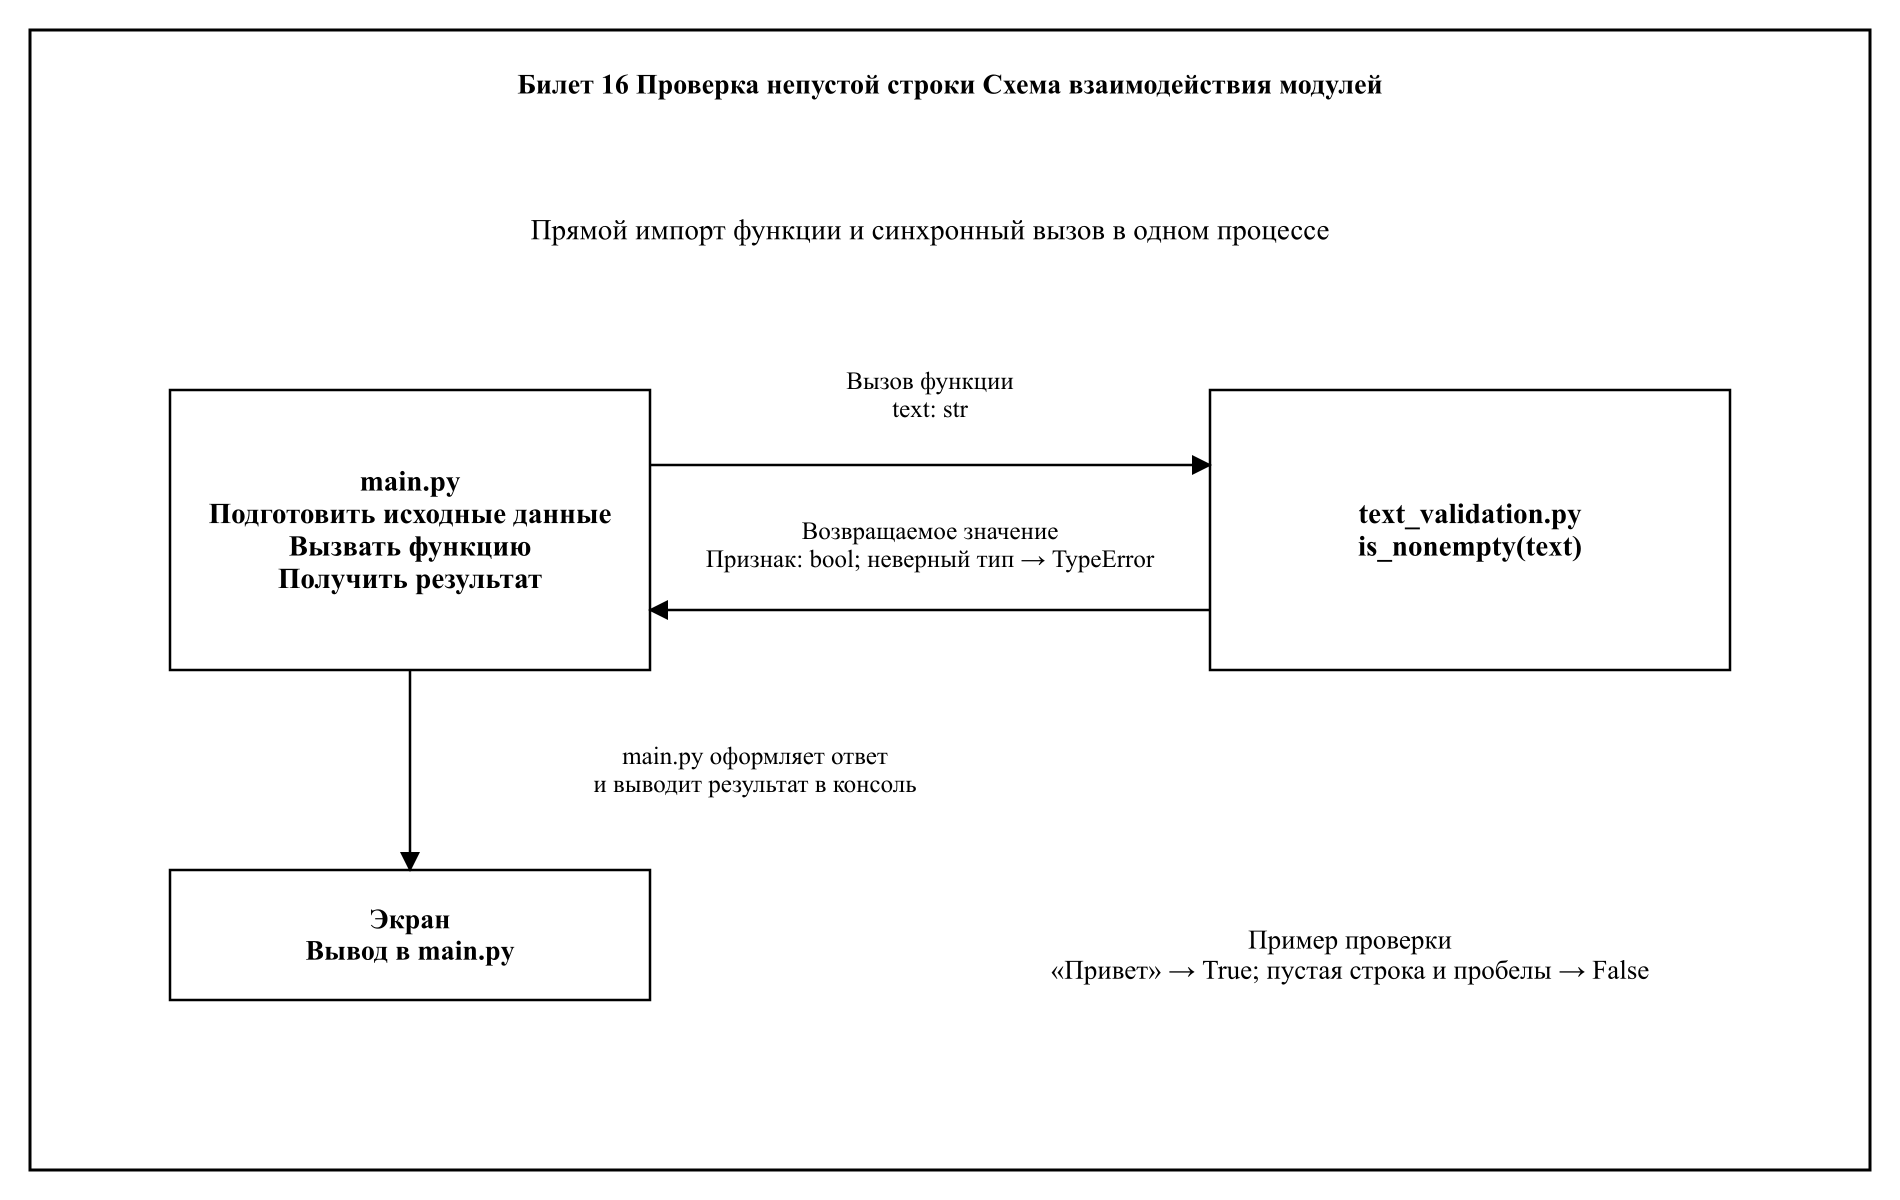 Билет 16 Проверка непустой строки Схема взаимодействия модулей
Прямой импорт функции и синхронный вызов в одном процессе
Вызов функции
text: str
main.py
Подготовить исходные данные
Вызвать функцию
Получить результат
Возвращаемое значение
Признак: bool; неверный тип → TypeError
text_validation.py
is_nonempty(text)
main.py оформляет ответ
и выводит результат в консоль
Экран
Вывод в main.py
Пример проверки
«Привет» → True; пустая строка и пробелы → False